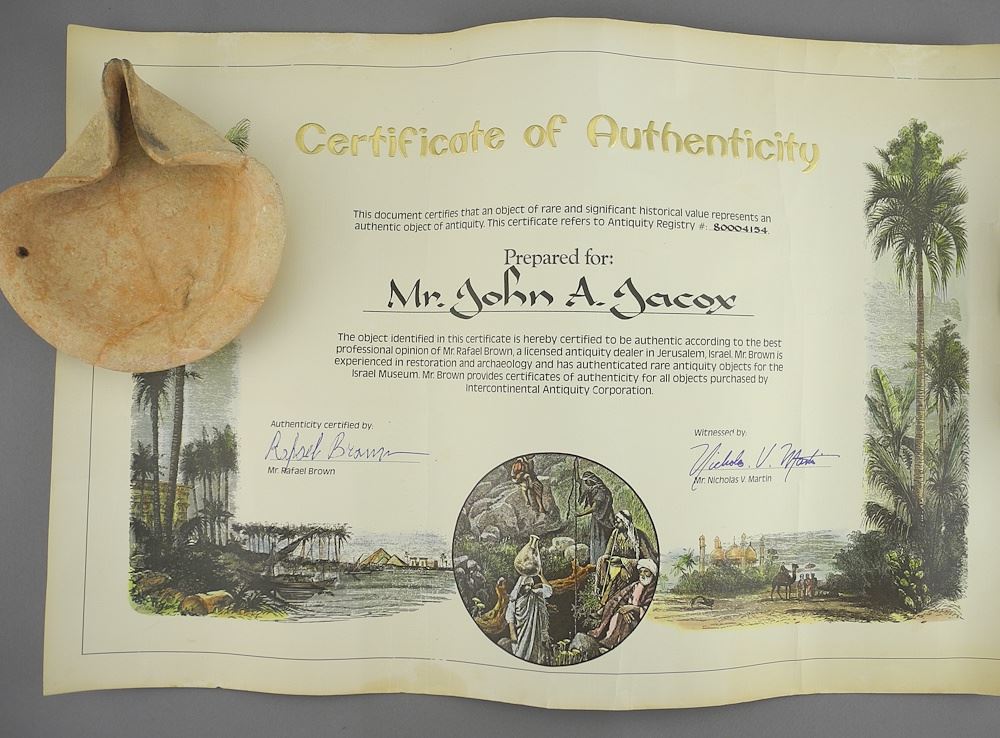 Certificate of Authenticity
This document certifies that an object of rare and significant historical value represents an
authentic object of antiquity. This certificate refers to Antiquity Registry #: 80004154.
Prepared for:
Mr. John A. Jacox
The object identified in this certificate is hereby certified to be authentic according to the best
professional opinion of Mr. Rafael Brown, a licensed antiquity dealer in Jerusalem, Israel. Mr. Brown is
experienced in restoration and archaeology and has authenticated rare antiquity objects for the
Israel Museum. Mr. Brown provides certificates of authenticity for all objects purchased by
Intercontinental Antiquity Corporation.
Authenticity certified by:
Rafael Brown
Mr. Rafael Brown
Witnessed by:
Nicholas V. Martin
Mr. Nicholas V. Martin